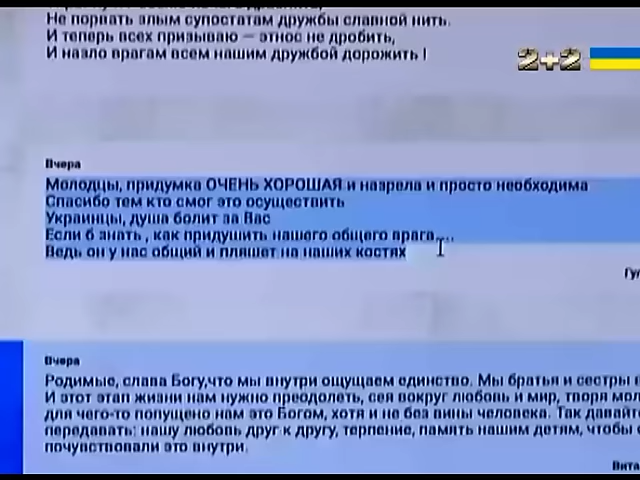 Не порвать злым супостатам дружбы славной нить.
И теперь всех призываю – этнос не дробить,
И назло врагам всем нашим дружбой дорожить !
2+2
Вчера
Молодцы, придумка ОЧЕНЬ ХОРОШАЯ и назрела и просто необходима
Спасибо тем кто смог это осуществить
Украинцы, душа болит за Вас
Если б знать , как придушить нашего общего врага....
Ведь он у нас общий и пляшет на наших костях
Гул
Вчера
Родимые, слава Богу,что мы внутри ощущаем единство. Мы братья и сестры
И этот этап жизни нам нужно преодолеть, сея вокруг любовь и мир, творя мол
для чего-то попущено нам это Богом, хотя и не без вины человека. Так давайте
передавать: нашу любовь друг к другу, терпение, память нашим детям, чтобы
почувствовали это внутри.
Вита